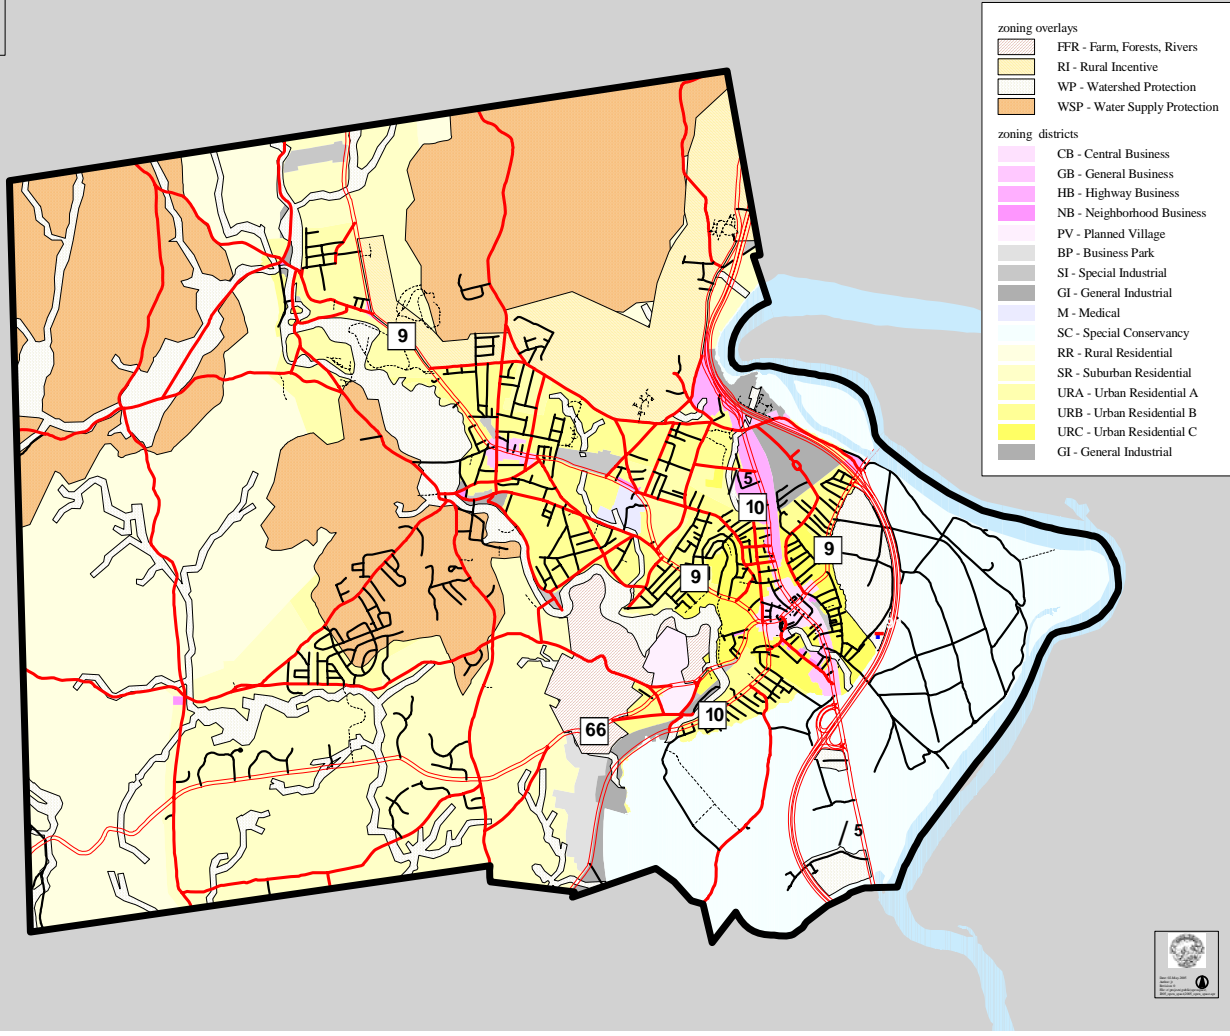 zoning overlays
FFR - Farm, Forests, Rivers
RI - Rural Incentive
WP - Watershed Protection
WSP - Water Supply Protection
zoning districts
CB - Central Business
GB - General Business
HB - Highway Business
NB - Neighborhood Business
PV - Planned Village
BP - Business Park
SI - Special Industrial
GI - General Industrial
M - Medical
SC - Special Conservancy
RR - Rural Residential
SR - Suburban Residential
URA - Urban Residential A
URB - Urban Residential B
URC - Urban Residential C
GI - General Industrial
9
5
10
9
9
10
66
5